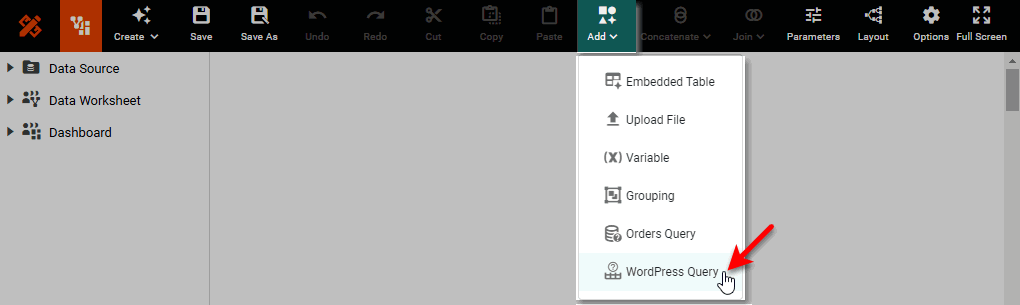 Create
Save
Save As
Undo
Redo
Cut
Copy
Paste
Add
Concatenate
Join
Parameters
Layout
Options
Full Screen
Data Source
Data Worksheet
Dashboard
Embedded Table
Upload File
(X) Variable
Grouping
Orders Query
WordPress Query